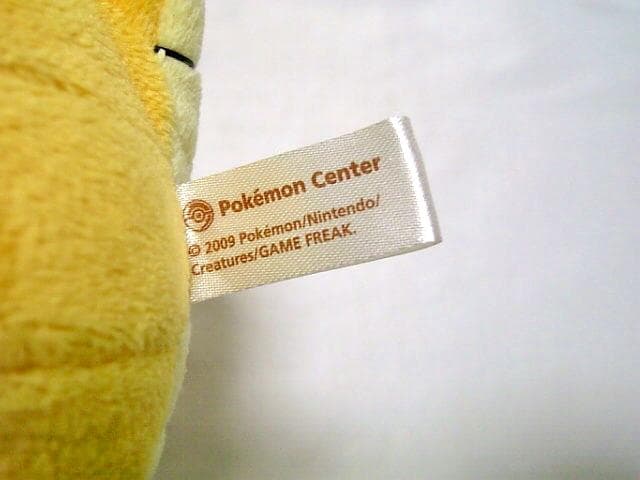 Pokémon Center
© 2009 Pokémon/Nintendo/
Creatures/GAME FREAK.